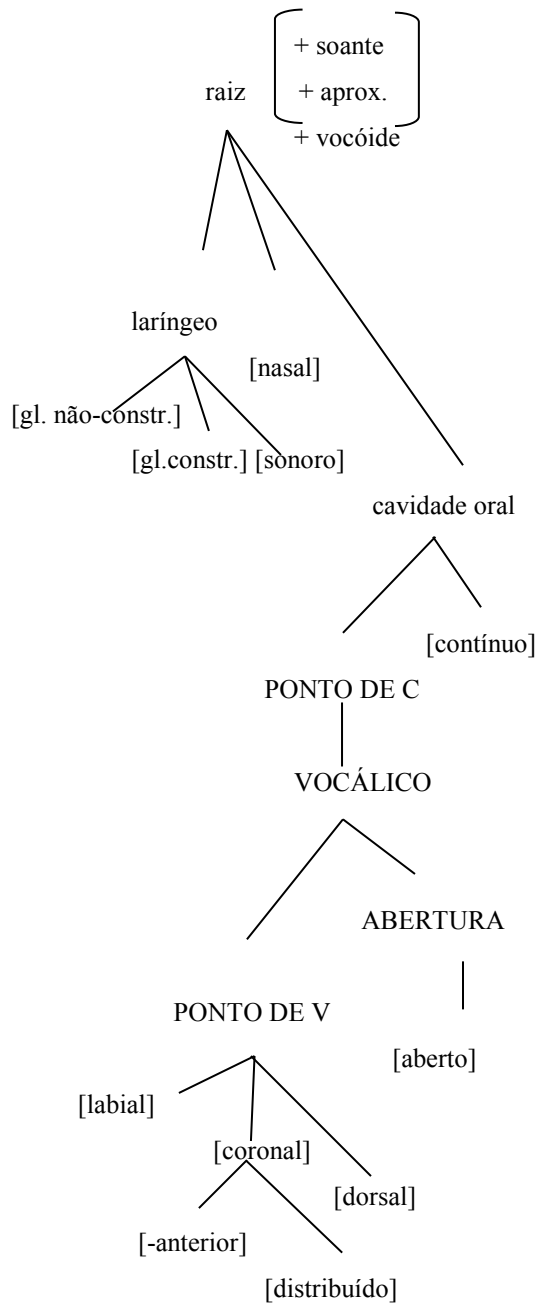 + soante
raiz + aprox.
+ vocóide
laríngeo
[nasal]
[gl. não-constr.]
[gl.constr.] [sonoro]
cavidade oral
[contínuo]
PONTO DE C
VOCÁLICO
ABERTURA
PONTO DE V
[aberto]
[labial]
[coronal]
[dorsal]
[-anterior]
[distribuído]